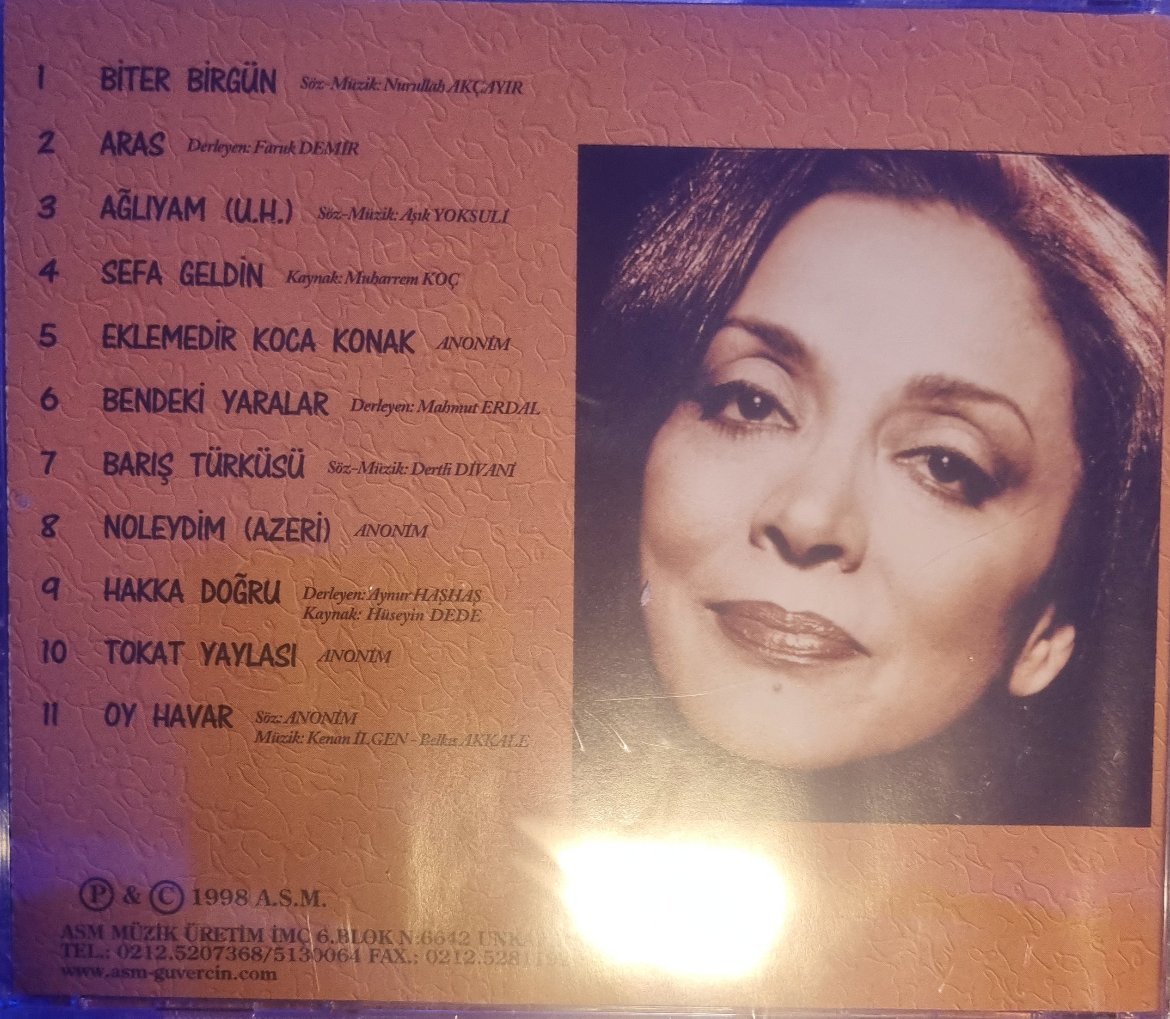 1 BİTER BİRGÜN Söz-Müzik: Nurullah AKÇAYIR
2 ARAS Derleyen: Faruk DEMİR
3 AĞLIYAM (U.H.) Söz-Müzik: Aşık YOKSULİ
4 SEFA GELDİN Kaynak: Muharrem KOÇ
5 EKLEMEDİR KOCA KONAK ANONİM
6 BENDEKİ YARALAR Derleyen: Mahmut ERDAL
7 BARIŞ TÜRKÜSÜ Söz-Müzik: Dertli DİVANİ
8 NOLEYDİM (AZERİ) ANONİM
9 HAKKA DOĞRU Derleyen: Aynur HAŞHAŞ
Kaynak: Hüseyin DEDE
10 TOKAT YAYLASI ANONİM
11 OY HAVAR Söz: ANONİM
Müzik: Kenan İLGEN - Belkıs AKKALE
Ⓟ & © 1998 A.S.M.
ASM MÜZİK ÜRETİM İMÇ 6.BLOK N:6642
TEL.: 0212.5207368/5130064 FAX.:
www.asm-guvercin.com